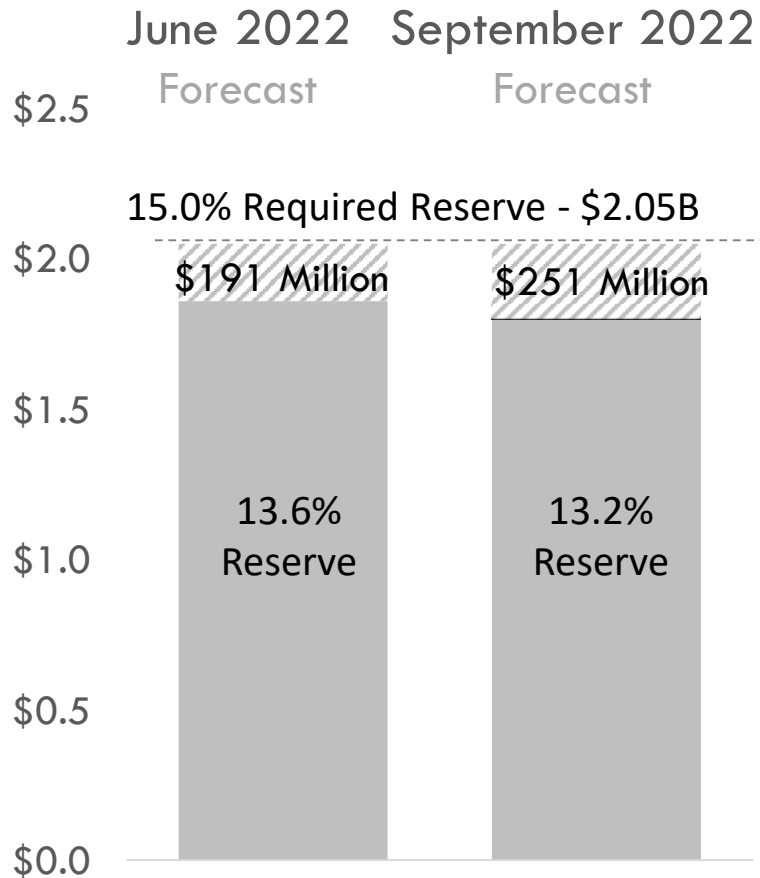 June 2022 September 2022
Forecast Forecast
$2.5
15.0% Required Reserve - $2.05B
$2.0
$191 Million $251 Million
$1.5
13.6% 13.2%
Reserve Reserve
$1.0
$0.5
$0.0